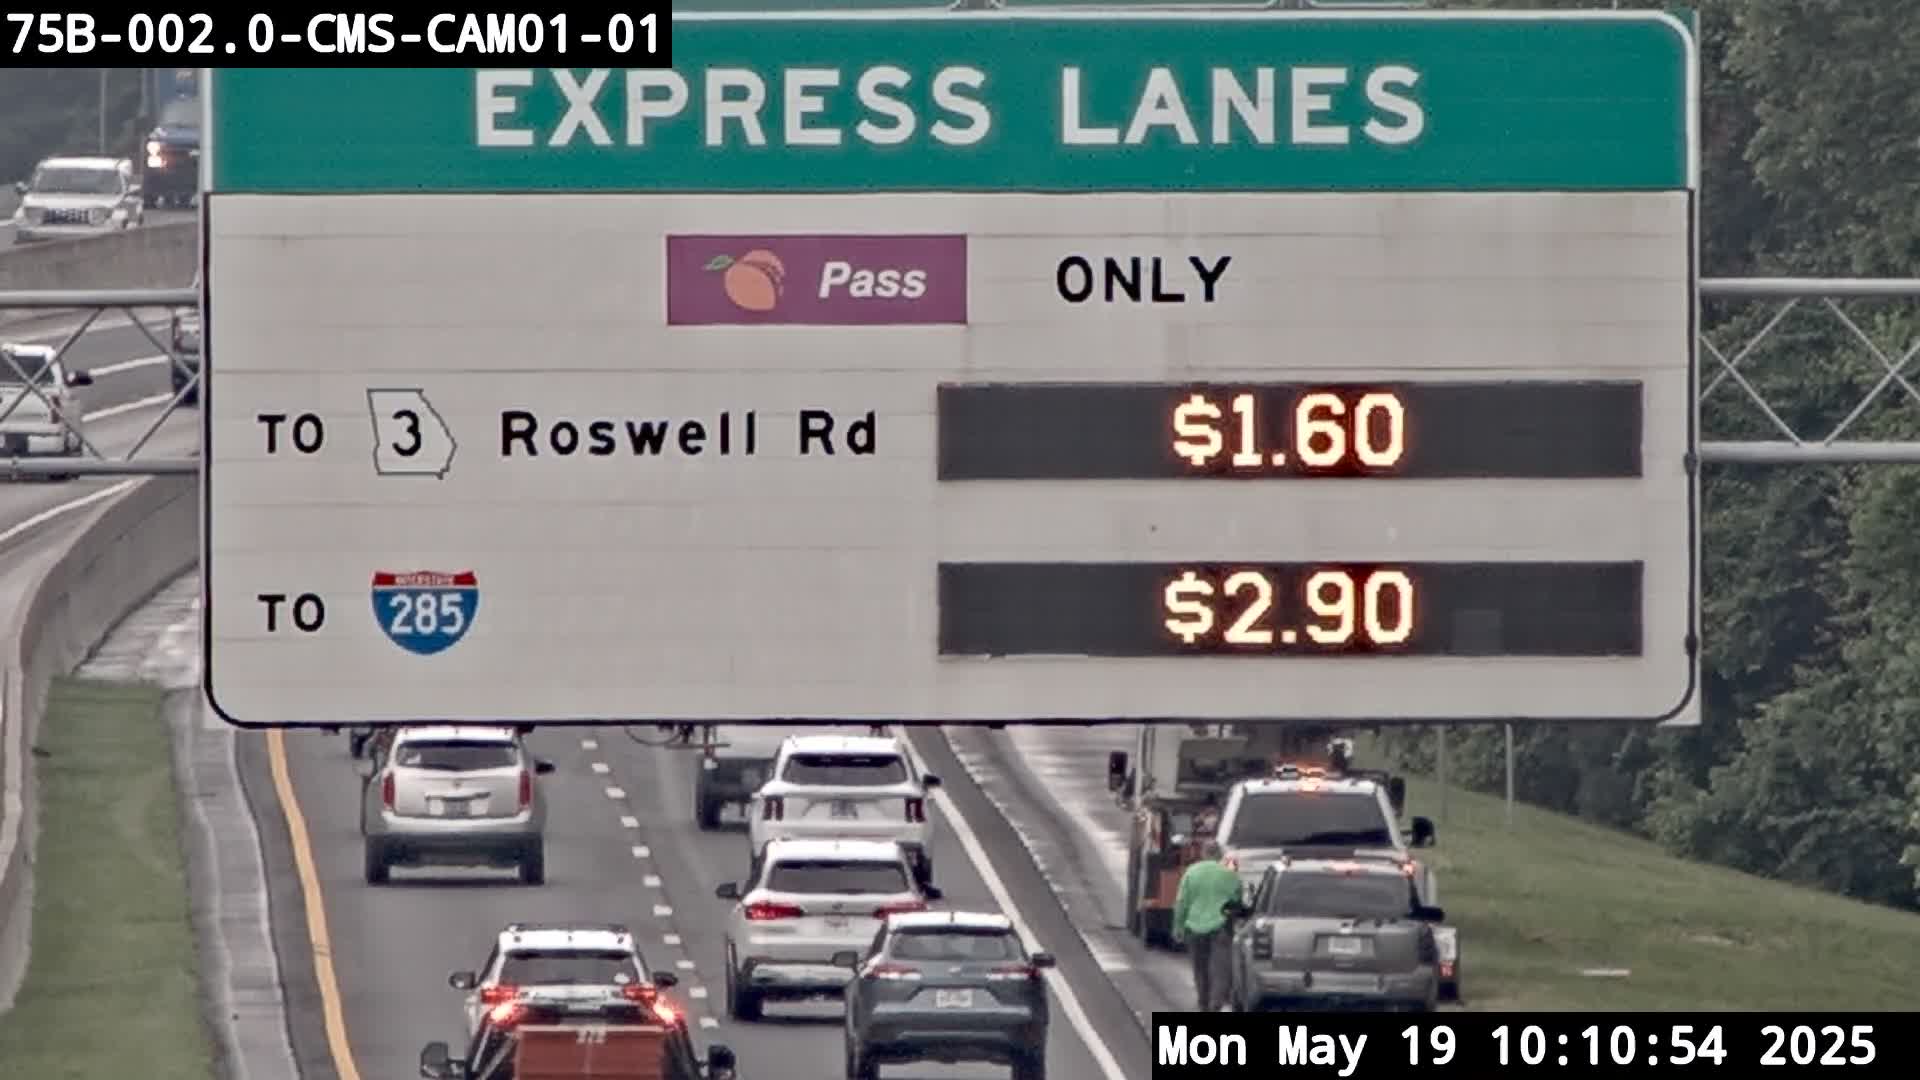 75B-002.0-CMS-CAM01-01
EXPRESS LANES
Pass ONLY
TO 3 Roswell Rd $1.60
INTERSTATE
TO 285 $2.90
Mon May 19 10:10:54 2025